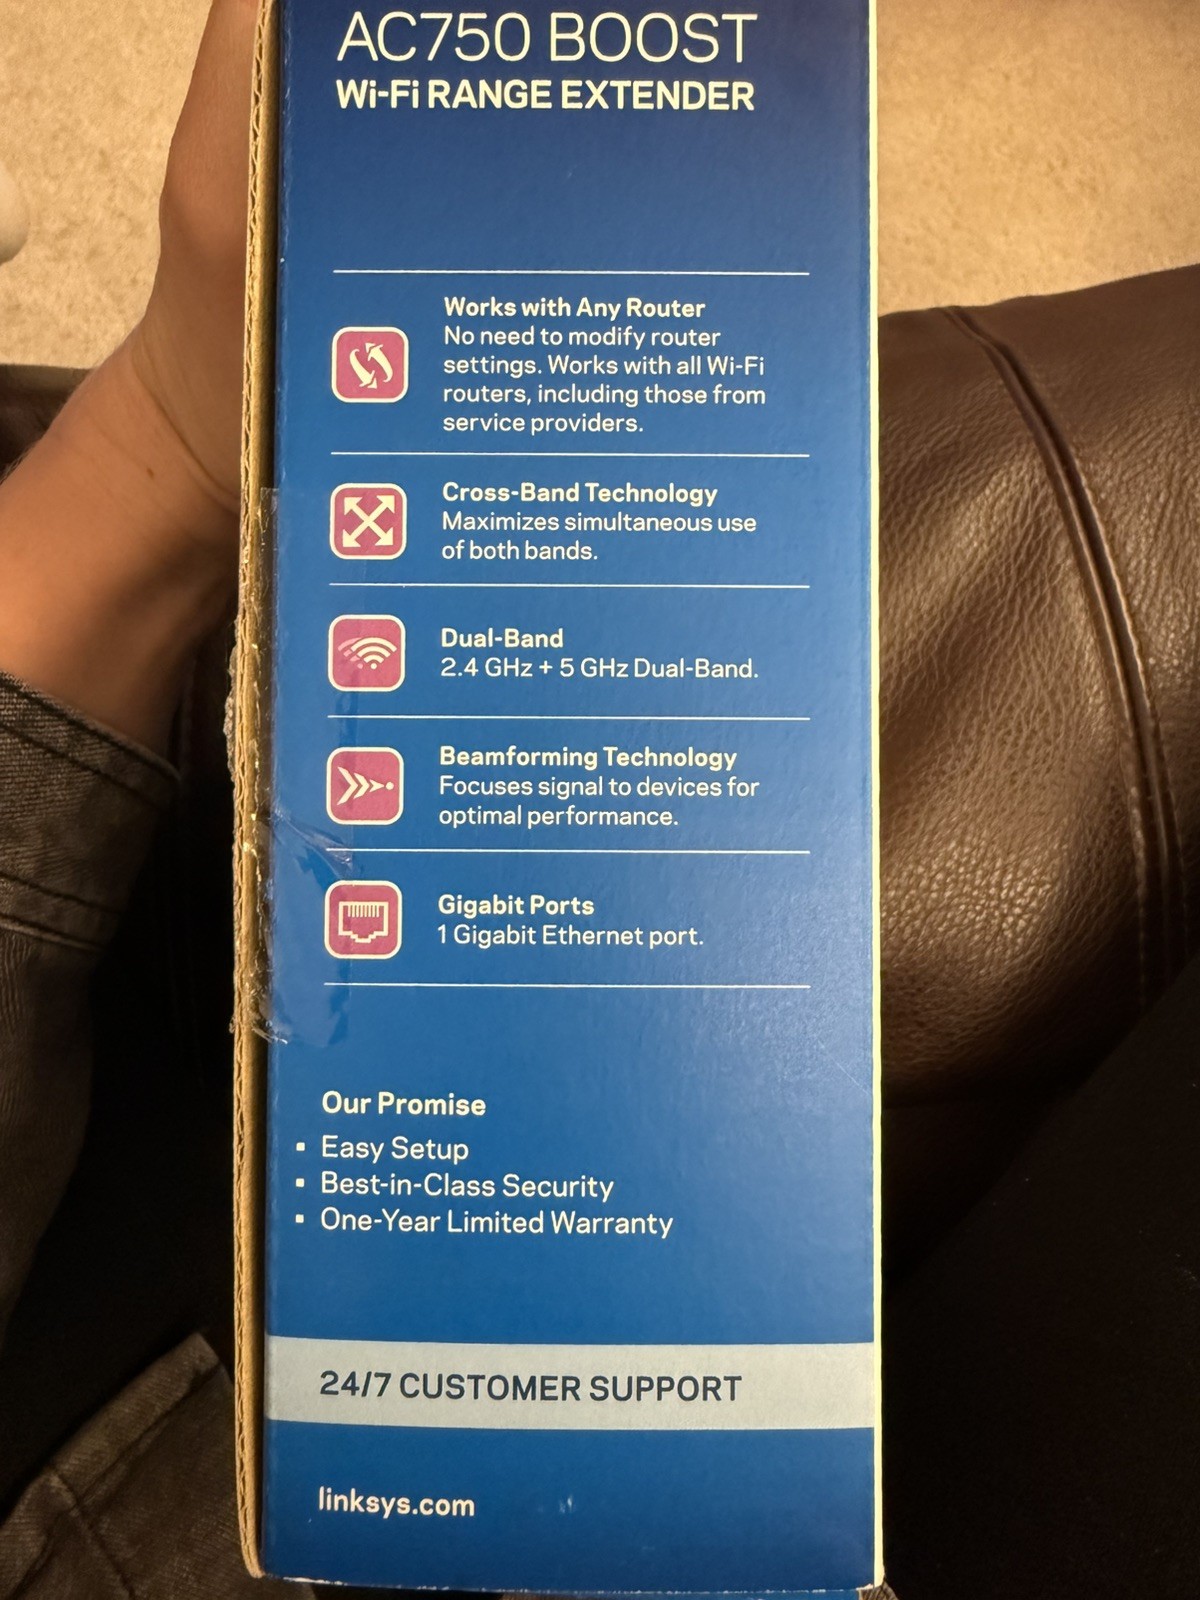 AC750 BOOST
Wi-Fi RANGE EXTENDER
Works with Any Router
No need to modify router
settings. Works with all Wi-Fi
routers, including those from
service providers.
Cross-Band Technology
Maximizes simultaneous use
of both bands.
Dual-Band
2.4 GHz + 5 GHz Dual-Band.
Beamforming Technology
Focuses signal to devices for
optimal performance.
Gigabit Ports
1 Gigabit Ethernet port.
Our Promise
▪ Easy Setup
▪ Best-in-Class Security
▪ One-Year Limited Warranty
24/7 CUSTOMER SUPPORT
linksys.com